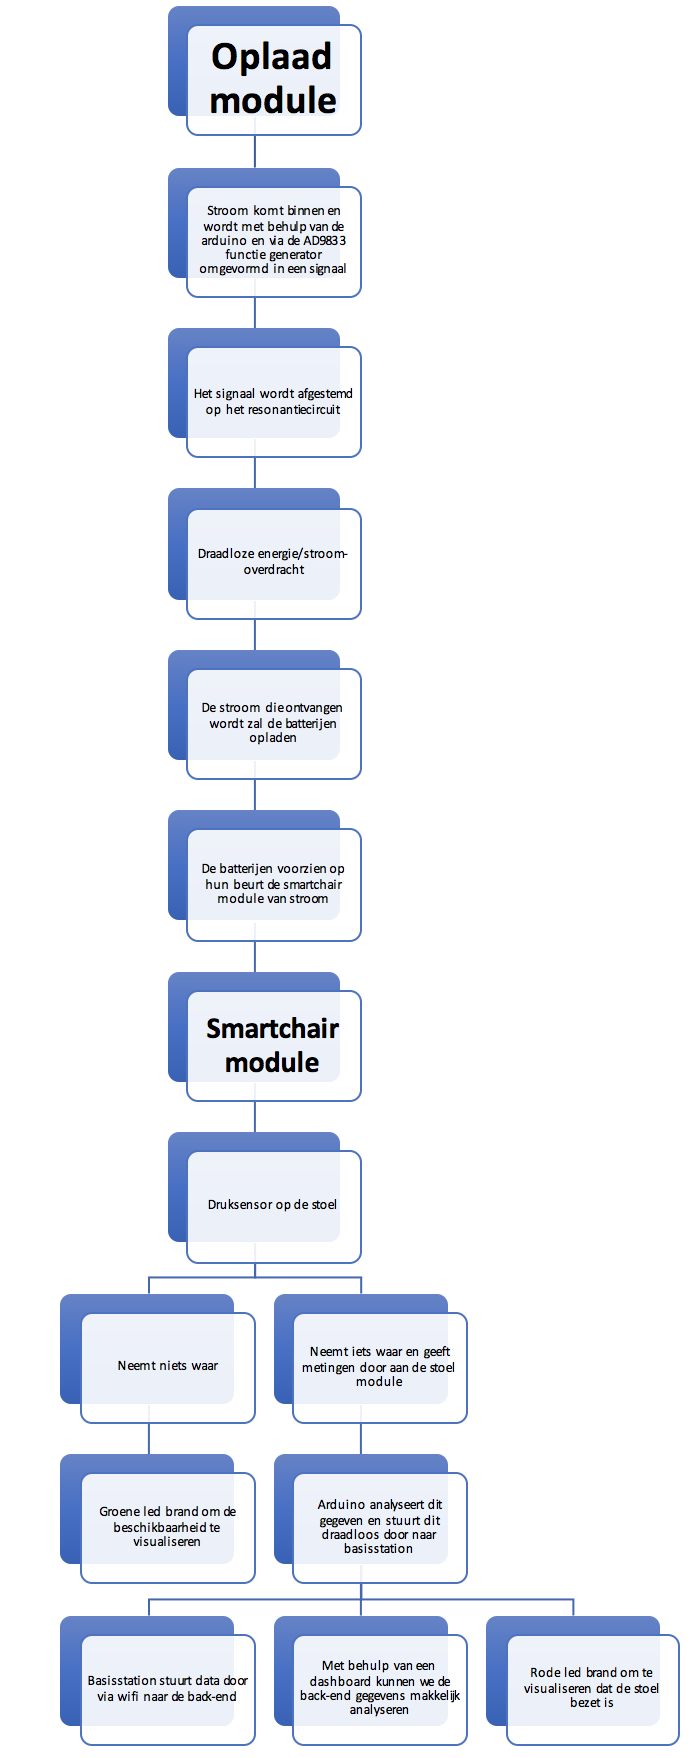 Oplaad
module
Stroom komt binnen en
wordt met behulp van de
arduino en via de AD9833
functie generator
omgevormd in een signaal
Het signaal wordt afgestemd
op het resonantiecircuit
Draadloze energie/stroom-
overdracht
De stroom die ontvangen
wordt zal de batterijen
opladen
De batterijen voorzien op
hun beurt de smartchair
module van stroom
Smartchair
module
Druksensor op de stoel
Neemt niets waar
Neemt iets waar en geeft
metingen door aan de stoel
module
Groene led brand om de
beschikbaarheid te
visualiseren
Arduino analyseert dit
gegeven en stuurt dit
draadloos door naar
basisstation
Basisstation stuurt data door
via wifi naar de back-end
Met behulp van een
dashboard kunnen we de
back-end gegevens makkelijk
analyseren
Rode led brand om te
visualiseren dat de stoel
bezet is